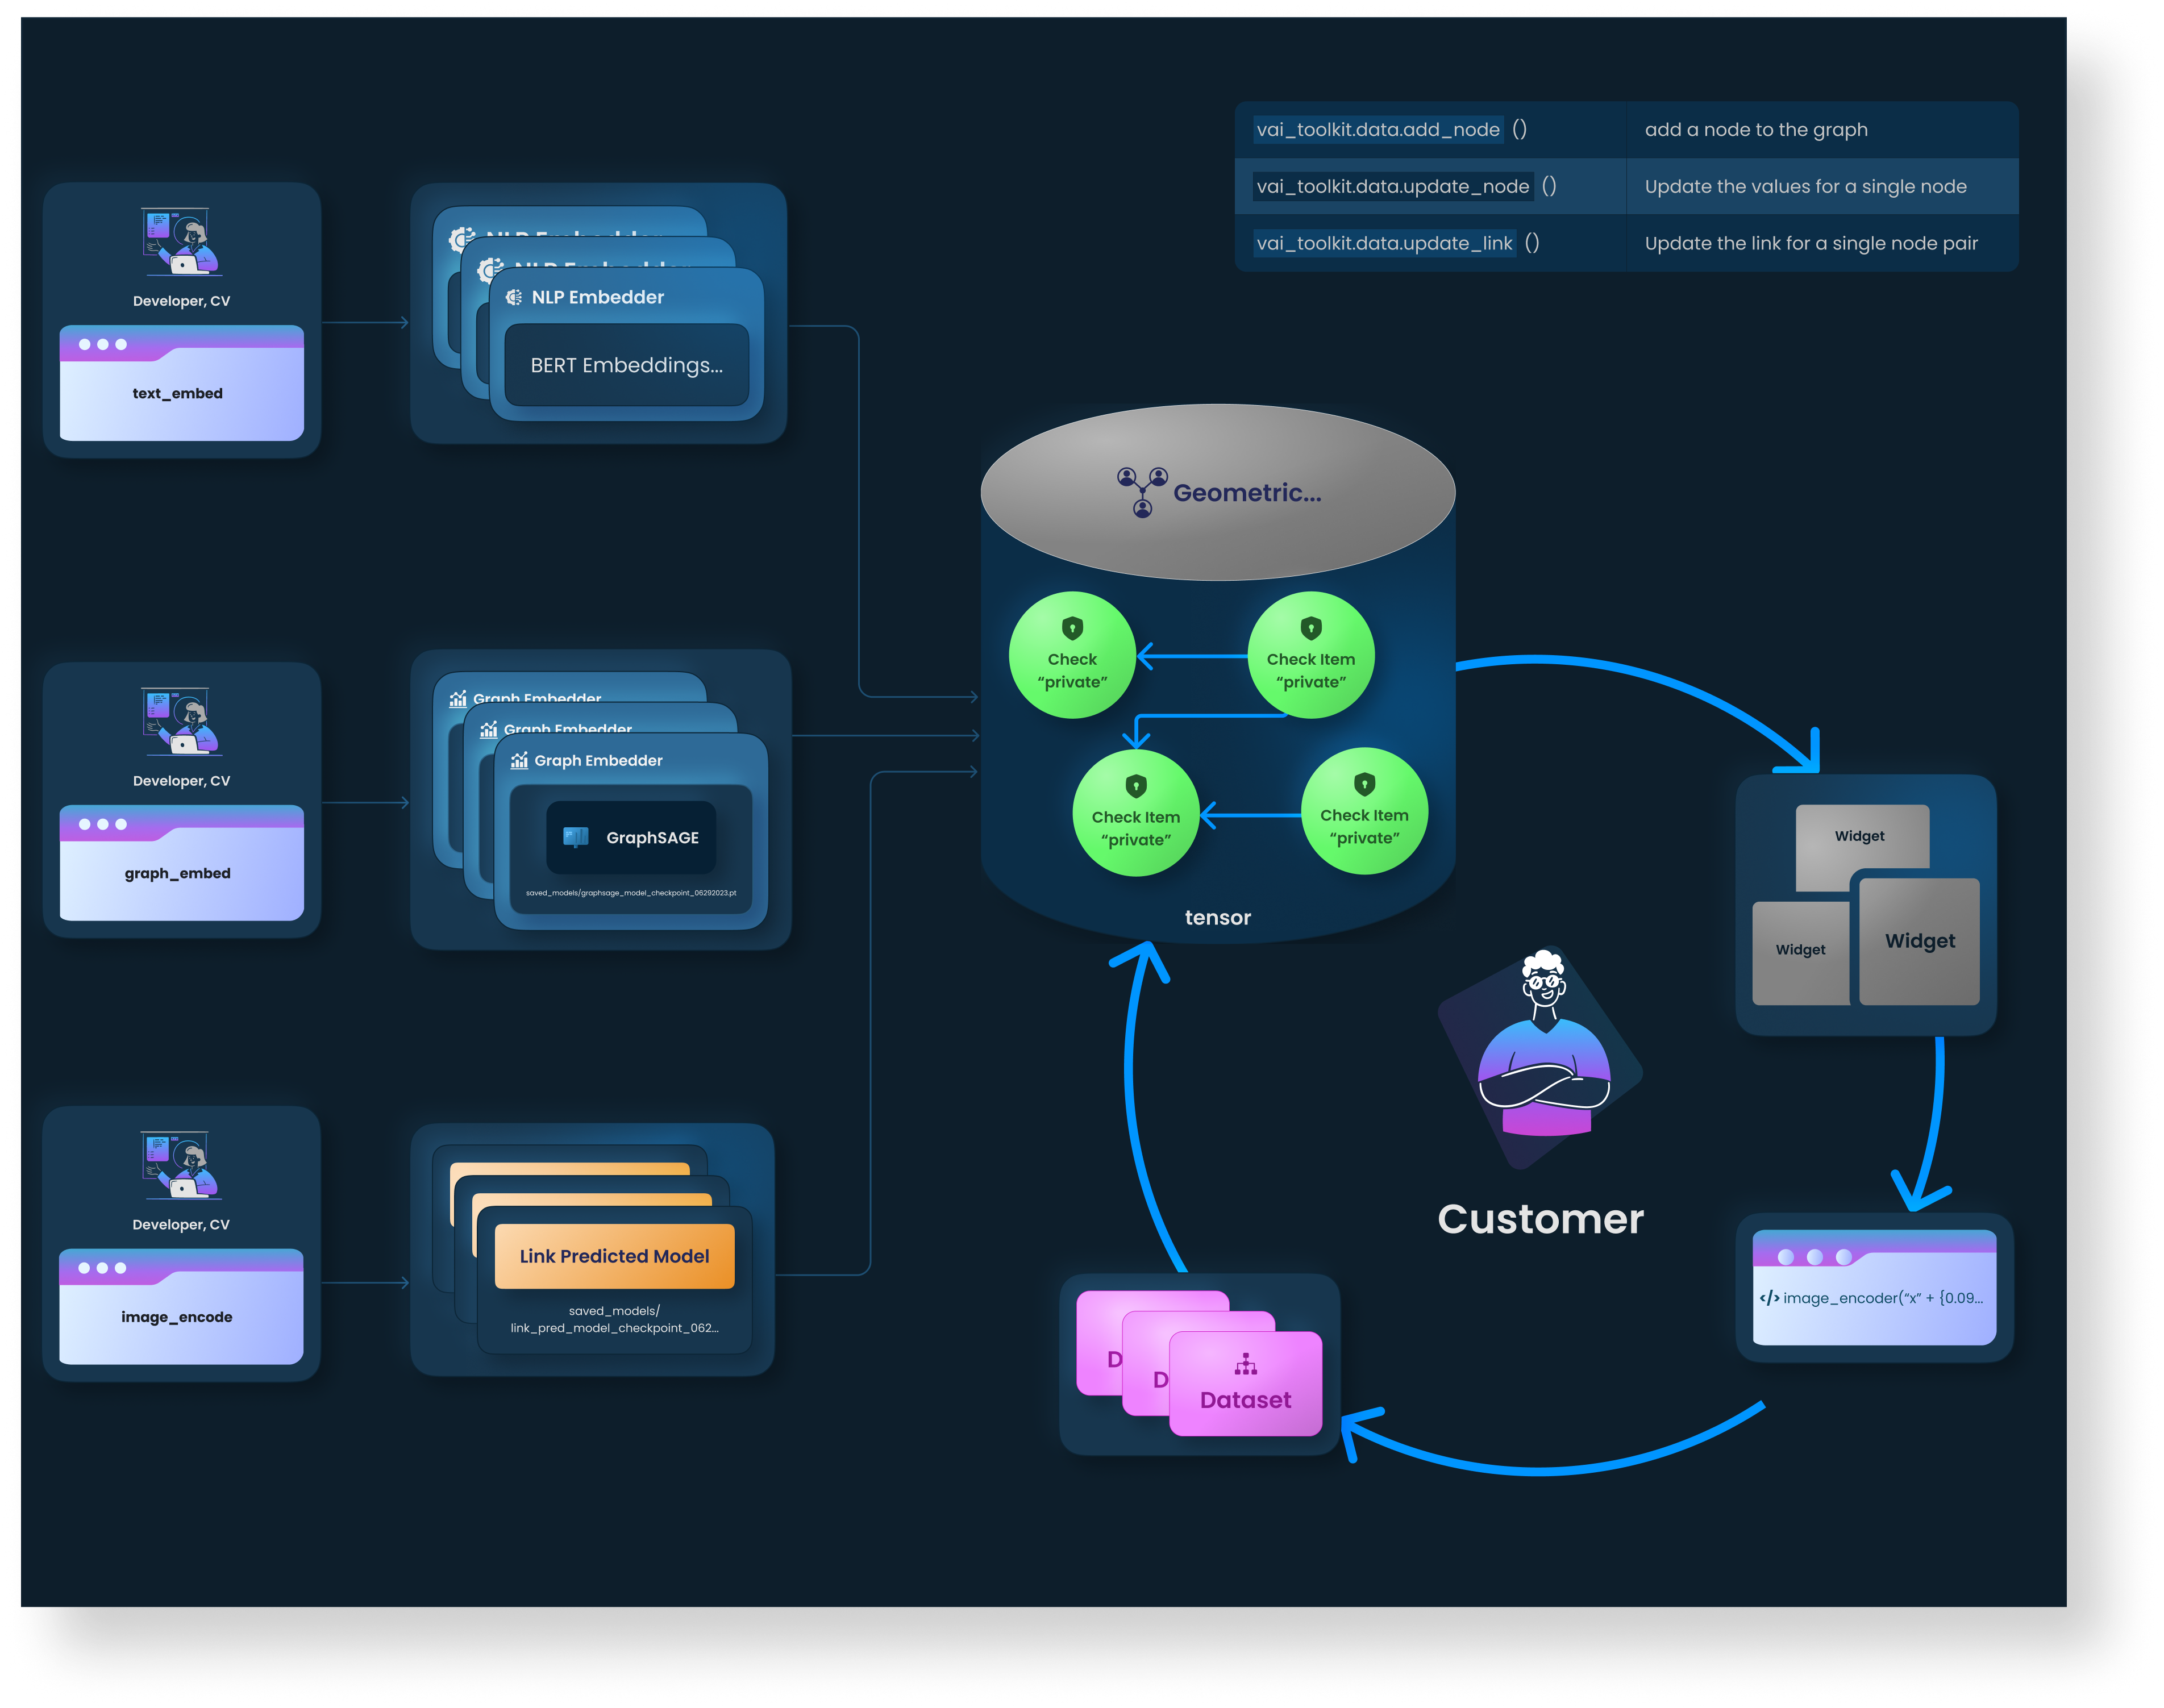 vai_toolkit.data.add_node ()
add a node to the graph
vai_toolkit.data.update_node ()
Update the values for a single node
vai_toolkit.data.update_link ()
Update the link for a single node pair
Developer, CV
text_embed
NLP Embedder
NLP Embedder
NLP Embedder
BERT Embeddings...
Developer, CV
graph_embed
Graph Embedder
Graph Embedder
Graph Embedder
GraphSAGE
saved_models/graphsage_model_checkpoint_06292023.pt
Developer, CV
image_encode
Link Predicted Model
saved_models/
link_pred_model_checkpoint_062...
Geometric...
Check
“private”
Check Item
“private”
Check Item
“private”
Check Item
“private”
tensor
Widget
Widget
Widget
Customer
</> image_encoder(“x” + {0.09...
D
D
Dataset